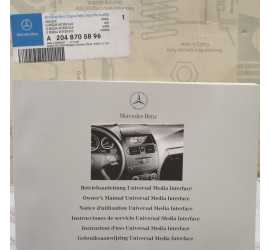 1
A 204 870 58 96
Mercedes-Benz
Betriebsanleitung Universal Media Interface
Owner's Manual Universal Media Interface
Notice d'utilisation Universal Media Interface
Instrucciones de servicio Universal Media Interface
Istruzioni d'uso Universal Media Interface
Gebruiksaanwijzing Universal Media Interface